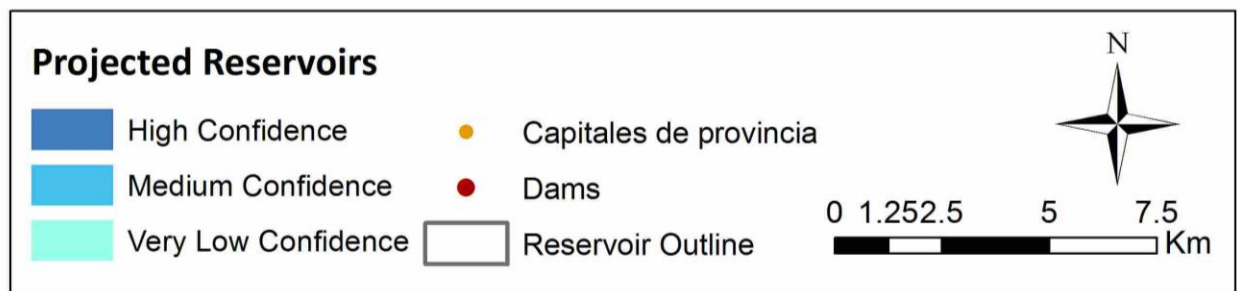 Projected Reservoirs
High Confidence
Medium Confidence
Very Low Confidence
Capitales de provincia
Dams
Reservoir Outline
N
0 1.252.5 5 7.5
Km